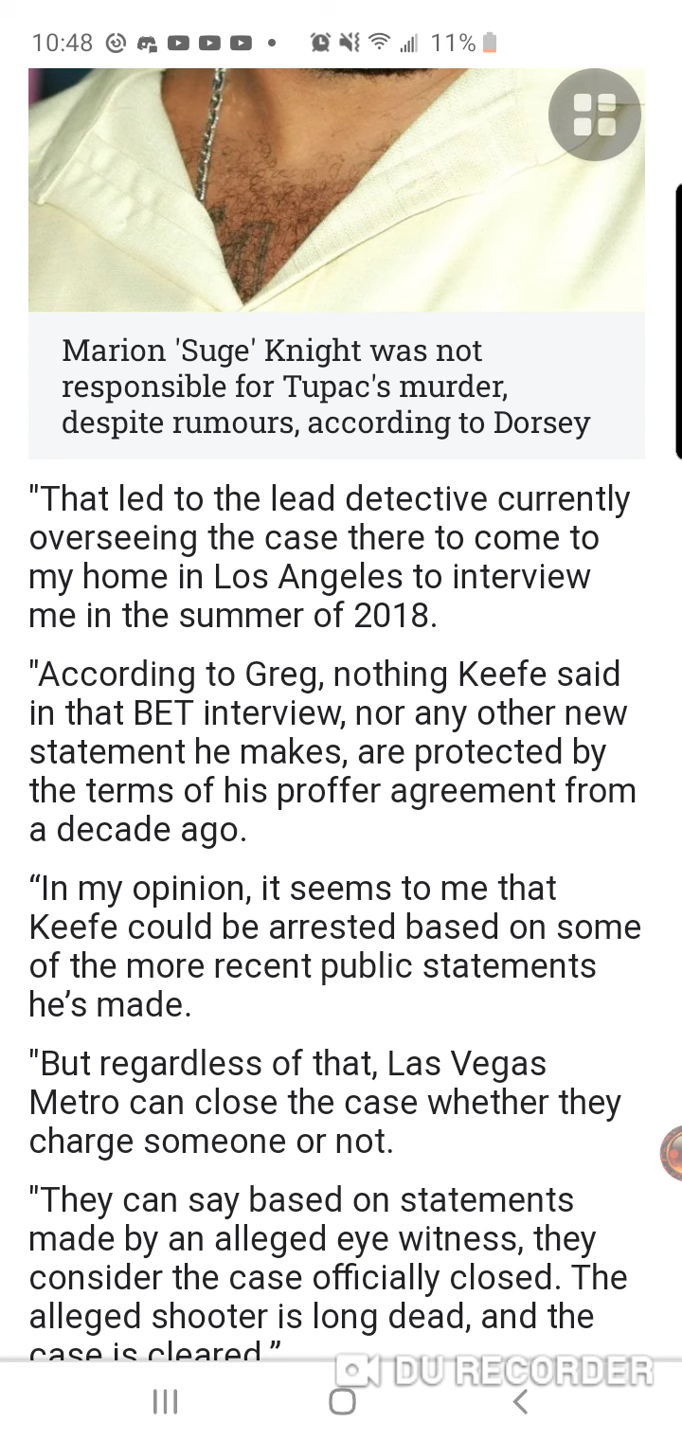 10:48
11%
Marion 'Suge' Knight was not
responsible for Tupac's murder,
despite rumours, according to Dorsey
"That led to the lead detective currently
overseeing the case there to come to
my home in Los Angeles to interview
me in the summer of 2018.
"According to Greg, nothing Keefe said
in that BET interview, nor any other new
statement he makes, are protected by
the terms of his proffer agreement from
a decade ago.
“In my opinion, it seems to me that
Keefe could be arrested based on some
of the more recent public statements
he’s made.
"But regardless of that, Las Vegas
Metro can close the case whether they
charge someone or not.
"They can say based on statements
made by an alleged eye witness, they
consider the case officially closed. The
alleged shooter is long dead, and the
case is cleared.”
DU RECORDER